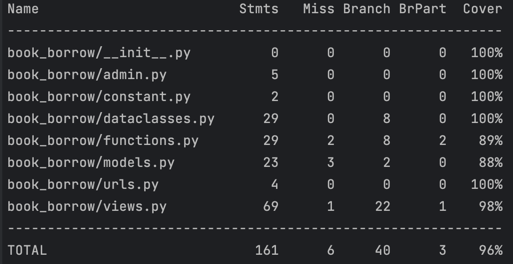 Name Stmts Miss Branch BrPart Cover
---------------------------------------------------------------
book_borrow/__init__.py 0 0 0 0 100%
book_borrow/admin.py 5 0 0 0 100%
book_borrow/constant.py 2 0 0 0 100%
book_borrow/dataclasses.py 29 0 8 0 100%
book_borrow/functions.py 29 2 8 2 89%
book_borrow/models.py 23 3 2 0 88%
book_borrow/urls.py 4 0 0 0 100%
book_borrow/views.py 69 1 22 1 98%
---------------------------------------------------------------
TOTAL 161 6 40 3 96%